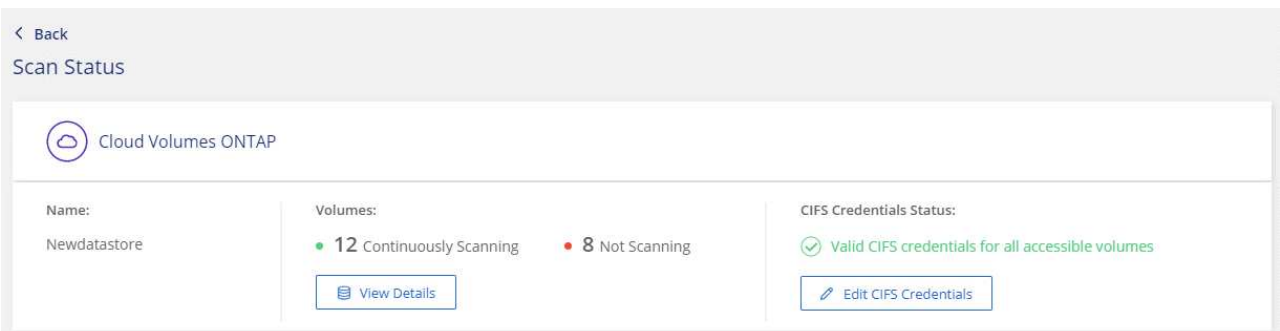 Back
Scan Status
Cloud Volumes ONTAP
Name:
Newdatastore
Volumes:
12 Continuously Scanning
8 Not Scanning
View Details
CIFS Credentials Status:
Valid CIFS credentials for all accessible volumes
Edit CIFS Credentials